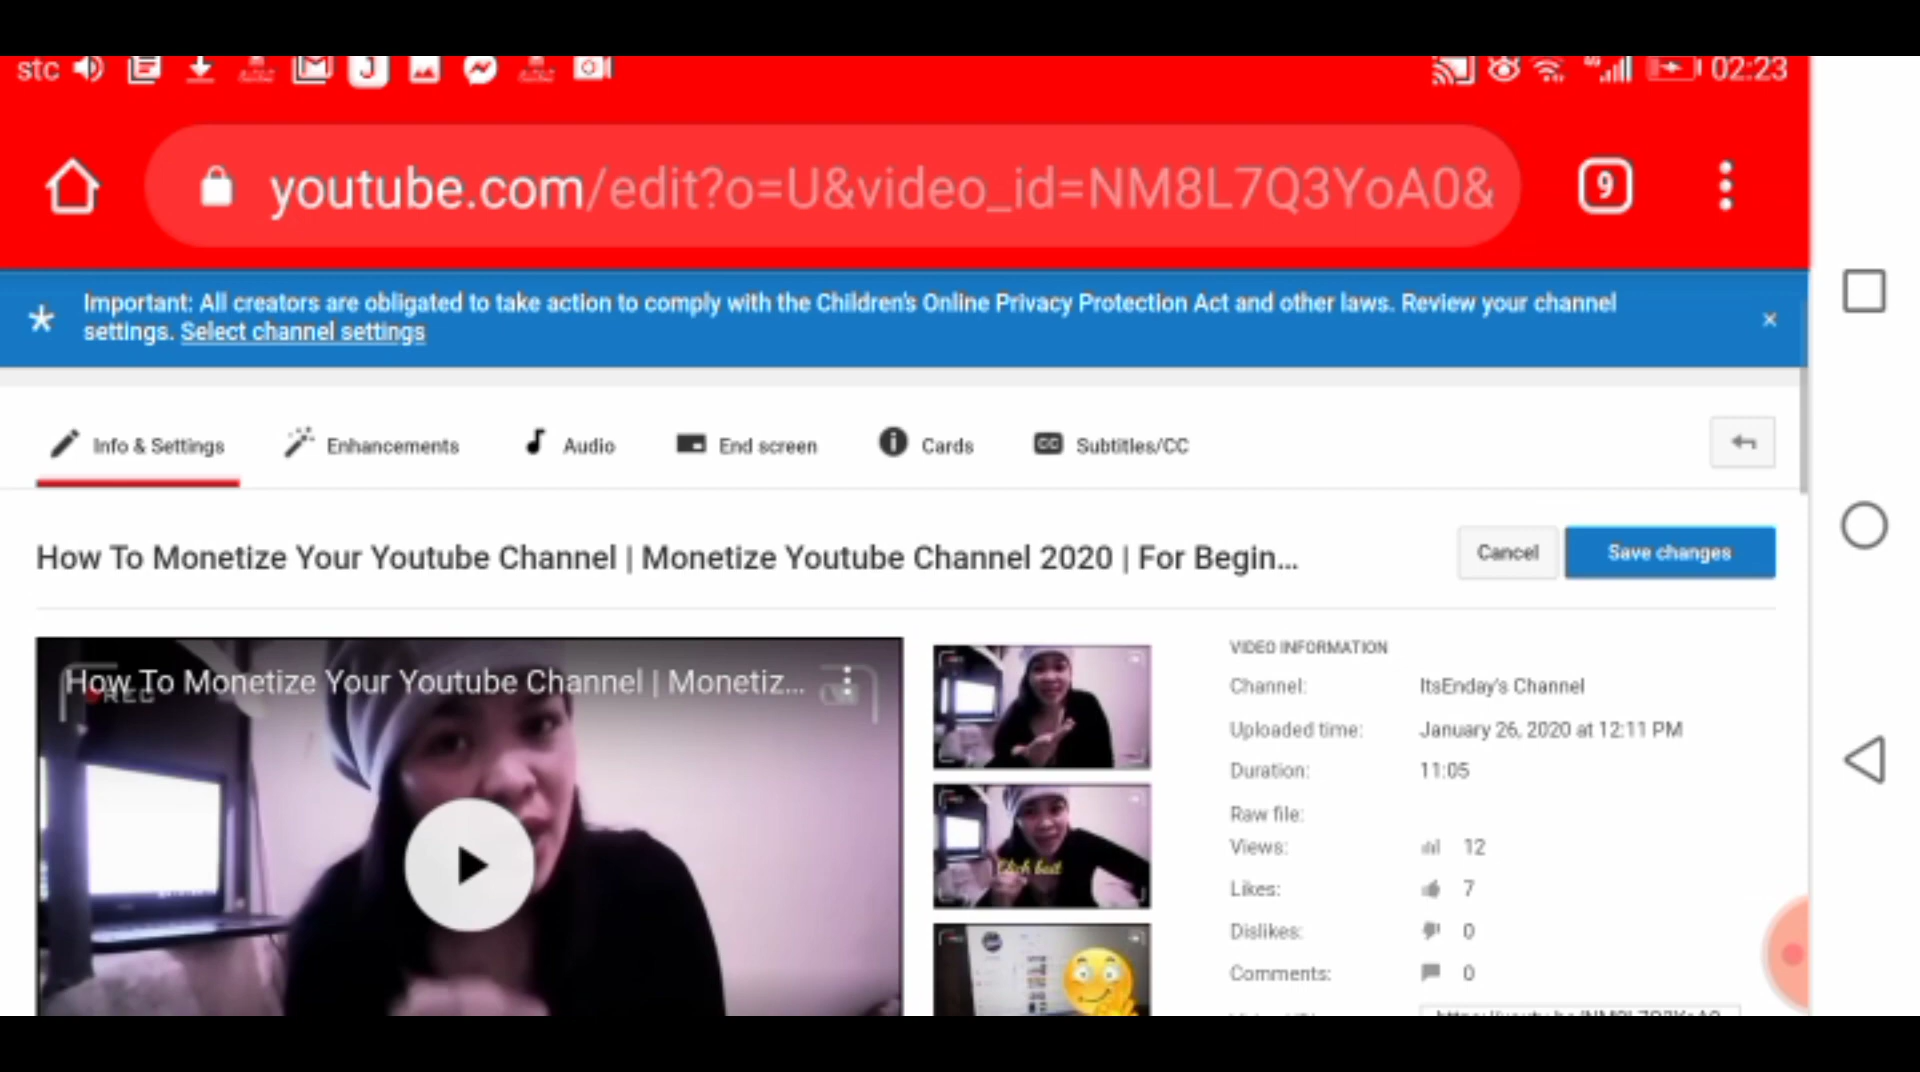 stc 02:23
youtube.com/edit?o=U&video_id=NM8L7Q3YoA0& 9
Important: All creators are obligated to take action to comply with the Children's Online Privacy Protection Act and other laws. Review your channel
settings. Select channel settings
Info & Settings Enhancements Audio End screen Cards CC Subtitles/CC
How To Monetize Your Youtube Channel | Monetize Youtube Channel 2020 | For Begin...
Cancel Save changes
How To Monetize Your Youtube Channel | Monetiz...
REC
Click bait
VIDEO INFORMATION
Channel: ItsEnday's Channel
Uploaded time: January 26, 2020 at 12:11 PM
Duration: 11:05
Raw file:
Views: 12
Likes: 7
Dislikes: 0
Comments: 0